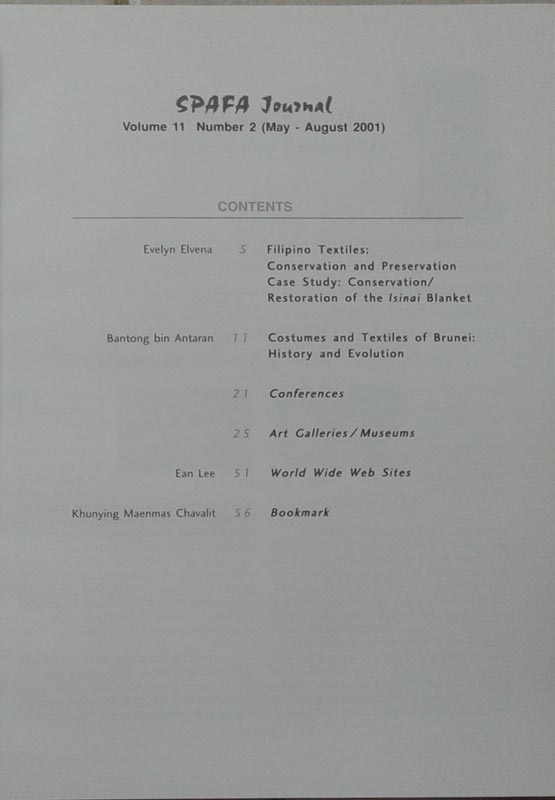 SPAFA Journal
Volume 11 Number 2 (May - August 2001)
CONTENTS
Evelyn Elvena 5 Filipino Textiles:
Conservation and Preservation
Case Study: Conservation/
Restoration of the Isinai Blanket
Bantong bin Antaran 11 Costumes and Textiles of Brunei:
History and Evolution
21 Conferences
25 Art Galleries/Museums
Ean Lee 51 World Wide Web Sites
Khunying Maenmas Chavalit 56 Bookmark